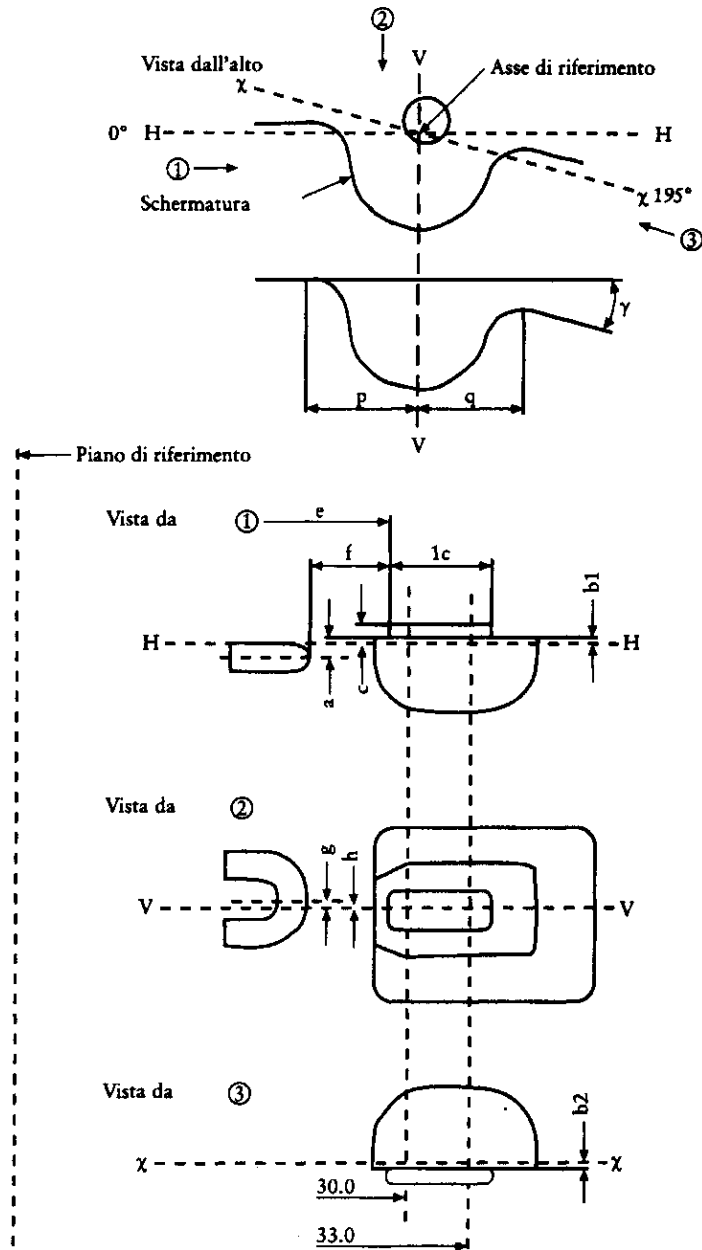 ②
Vista dall'alto
V
Asse di riferimento
χ
0° H
H
①
Schermatura
χ 195°
③
γ
p
q
V
Piano di riferimento
Vista da ①
e
f
1c
b1
H
H
a
c
Vista da ②
g
h
V
V
Vista da ③
b2
χ
χ
30.0
33.0